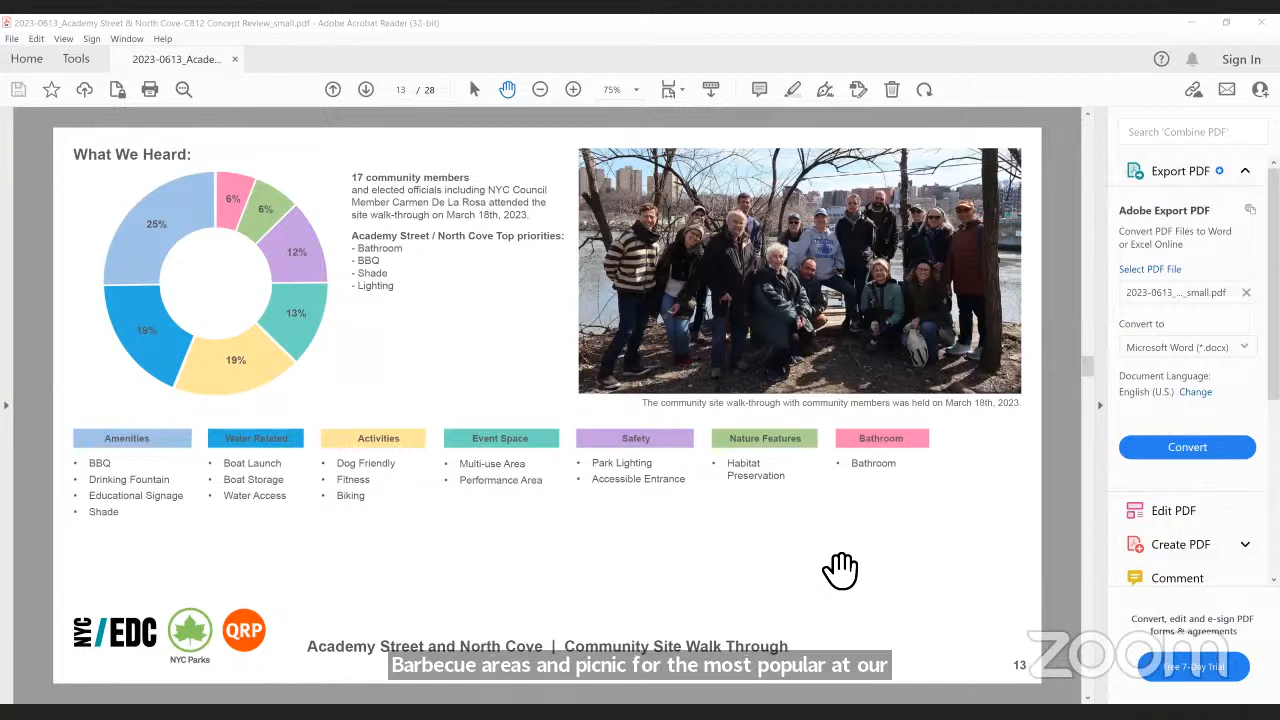 2023-0613_Academy Street & North Cove-CB12 Concept Review_small.pdf - Adobe Acrobat Reader (32-bit)
File Edit View Sign Window Help
Home Tools 2023-0613_Acade... × Sign In
13 / 28 75%
What We Heard:
25%
6%
6%
12%
13%
19%
19%
17 community members
and elected officials including NYC Council
Member Carmen De La Rosa attended the
site walk-through on March 18th, 2023.
Academy Street / North Cove Top priorities:
- Bathroom
- BBQ
- Shade
- Lighting
The community site walk-through with community members was held on March 18th, 2023.
Amenities
• BBQ
• Drinking Fountain
• Educational Signage
• Shade
Water Related
• Boat Launch
• Boat Storage
• Water Access
Activities
• Dog Friendly
• Fitness
• Biking
Event Space
• Multi-use Area
• Performance Area
Safety
• Park Lighting
• Accessible Entrance
Nature Features
• Habitat
Preservation
Bathroom
• Bathroom
NYC / EDC
NYC Parks
QRP
Academy Street and North Cove | Community Site Walk Through
13
Barbecue areas and picnic for the most popular at our
Search 'Combine PDF'
Export PDF
Adobe Export PDF
Convert PDF Files to Word
or Excel Online
Select PDF File
2023-0613_..._small.pdf
Convert to
Microsoft Word (*.docx)
Document Language:
English (U.S.) Change
Convert
Edit PDF
Create PDF
Comment
Convert, edit and e-sign PDF
forms & agreements
Free 7-Day Trial
zoom